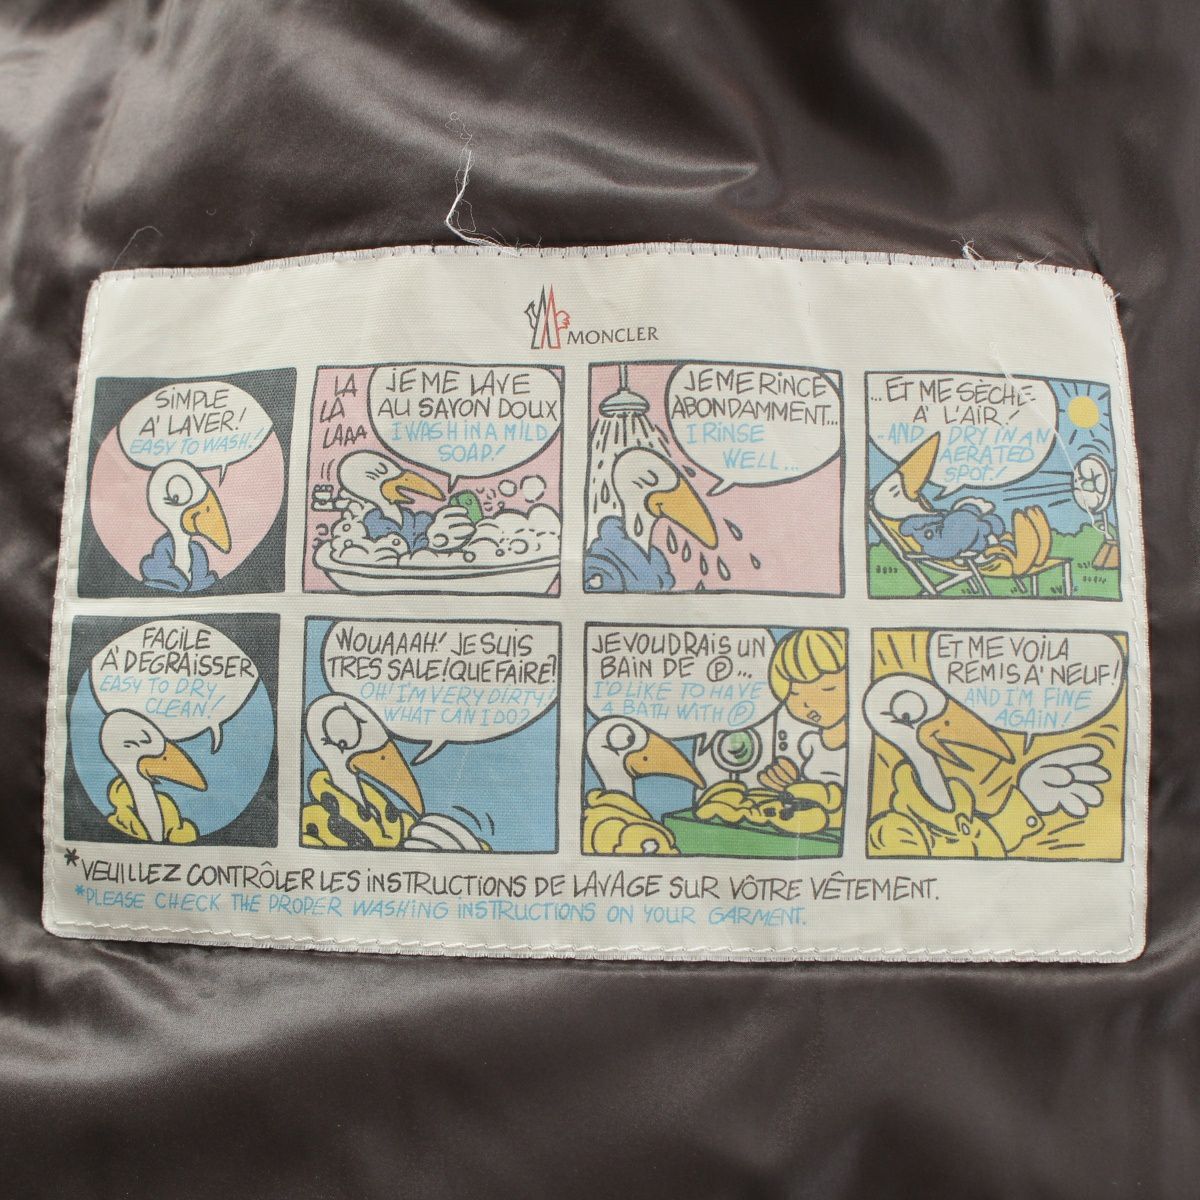 MONCLER
SIMPLE
A' LAVER!
EASY TO WASH!
LA
LÀ
LAAA
JE ME LAVE
AU SAVON DOUX
I WASH IN A MILD
SOAP!
JE ME RINCE
ABONDAMMENT...
I RINSE
WELL...
...ET ME SÈCHE
A' L'AIR!
-AND DRY IN AN
AERATED
SPOT!
FACILE
A' DEGRAISSER
EASY TO DRY
CLEAN!
WOUAAAH! JE SUIS
TRES SALE! QUE FAIRE?
OH! I'M VERY DIRTY!
WHAT CAN I DO?
JE VOUDRAIS UN
BAIN DE Ⓟ...
I'D LIKE TO HAVE
A BATH WITH Ⓟ
ET ME VOILA
REMIS A' NEUF!
AND I'M FINE
AGAIN!
*VEUILLEZ CONTRÔLER LES INSTRUCTIONS DE LAVAGE SUR VÔTRE VÊTEMENT.
*PLEASE CHECK THE PROPER WASHING INSTRUCTIONS ON YOUR GARMENT.